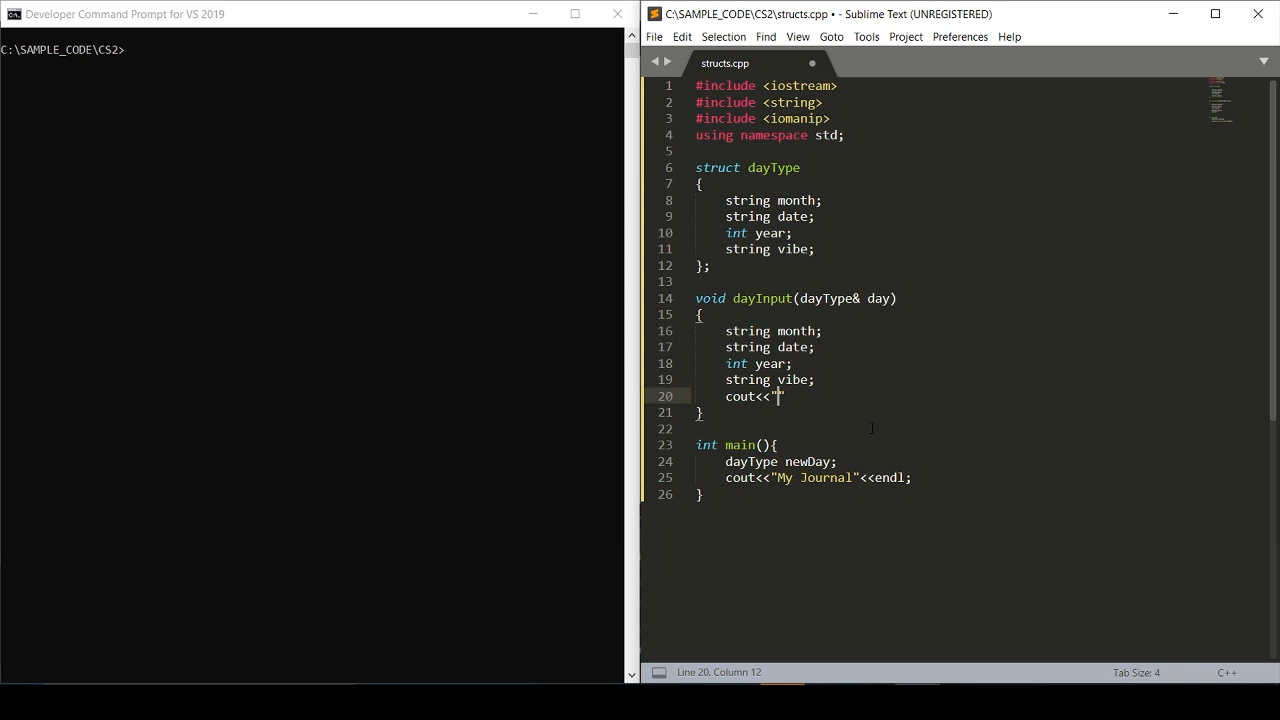 Developer Command Prompt for VS 2019
C:\SAMPLE_CODE\CS2>
C:\SAMPLE_CODE\CS2\structs.cpp • - Sublime Text (UNREGISTERED)
File Edit Selection Find View Goto Tools Project Preferences Help
structs.cpp
1 #include <iostream>
2 #include <string>
3 #include <iomanip>
4 using namespace std;
5
6 struct dayType
7 {
8 string month;
9 string date;
10 int year;
11 string vibe;
12 };
13
14 void dayInput(dayType& day)
15 {
16 string month;
17 string date;
18 int year;
19 string vibe;
20 cout<<""
21 }
22
23 int main(){
24 dayType newDay;
25 cout<<"My Journal"<<endl;
26 }
Line 20, Column 12
Tab Size: 4
C++